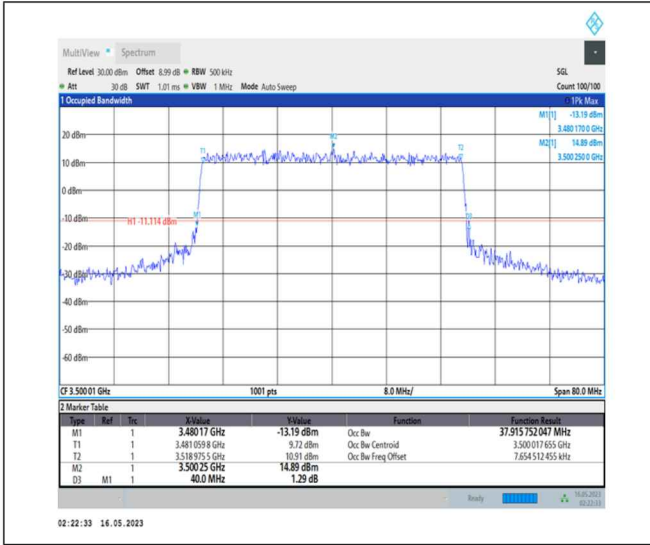 MultiView Spectrum
Ref Level 30.00 dBm Offset 8.99 dB RBW 500 kHz SGL
Att 30 dB SWT 1.01 ms VBW 1 MHz Mode Auto Sweep Count 100/100
1 Occupied Bandwidth 1Pk Max
M1[1] -13.19 dBm
3.480 170 0 GHz
M2[1] 14.89 dBm
3.500 250 0 GHz
20 dBm
M2
T1 T2
10 dBm
0 dBm
-10 dBm
M1 D3
H1 -11.114 dBm
-30 dBm
-40 dBm
-50 dBm
-60 dBm
CF 3.500 01 GHz 1001 pts 8.0 MHz/ Span 80.0 MHz
2 Marker Table
Type Ref Trc X-Value Y-Value Function Function Result
M1 1 3.480 17 GHz -13.19 dBm Occ Bw 37.915 752 047 MHz
T1 1 3.481 059 8 GHz 9.72 dBm Occ Bw Centroid 3.500 017 655 GHz
T2 1 3.518 975 5 GHz 10.91 dBm Occ Bw Freq Offset 7.654 512 455 kHz
M2 1 3.500 25 GHz 14.89 dBm
D3 M1 1 40.0 MHz 1.29 dB
Ready 16.05.2023
02:22:33
02:22:33 16.05.2023